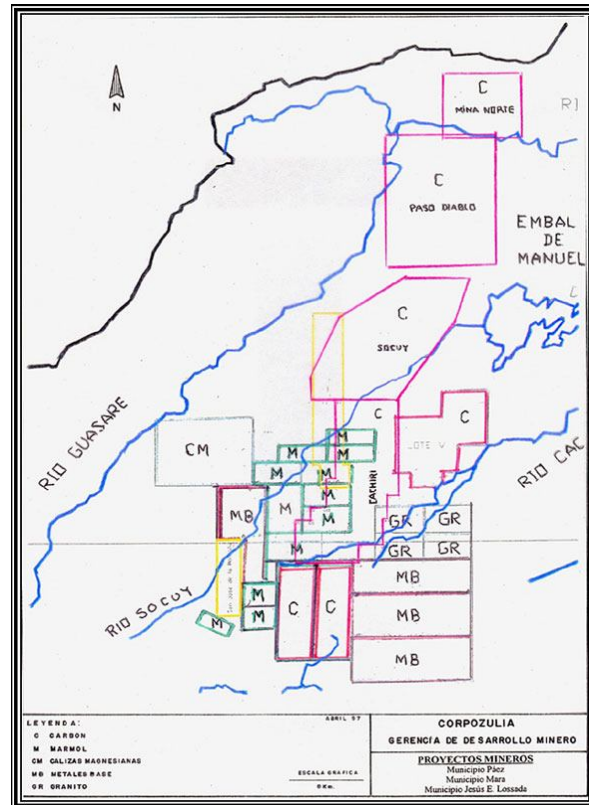 N
C
MINA NORTE
C
PASO DIABLO
EMBAL
DE
MANUEL
C
SOCUY
RIO GUASARE
CM
C
C
CACHIRI
RIO CAC
M
M
M
M
M
M
M
M
M
MB
GR
GR
GR
GR
RIO SOCUY
M
M
M
C
C
MB
MB
MB
LEYENDA:
C CARBON
M MARMOL
CM CALIZAS MAGNESIANAS
MB METALES BASE
GR GRANITO
ABRIL 97
ESCALA GRAFICA
CORPOZULIA
GERENCIA DE DESARROLLO MINERO
PROYECTOS MINEROS
Municipio Páez
Municipio Mara
Municipio Jesús E. Lossada